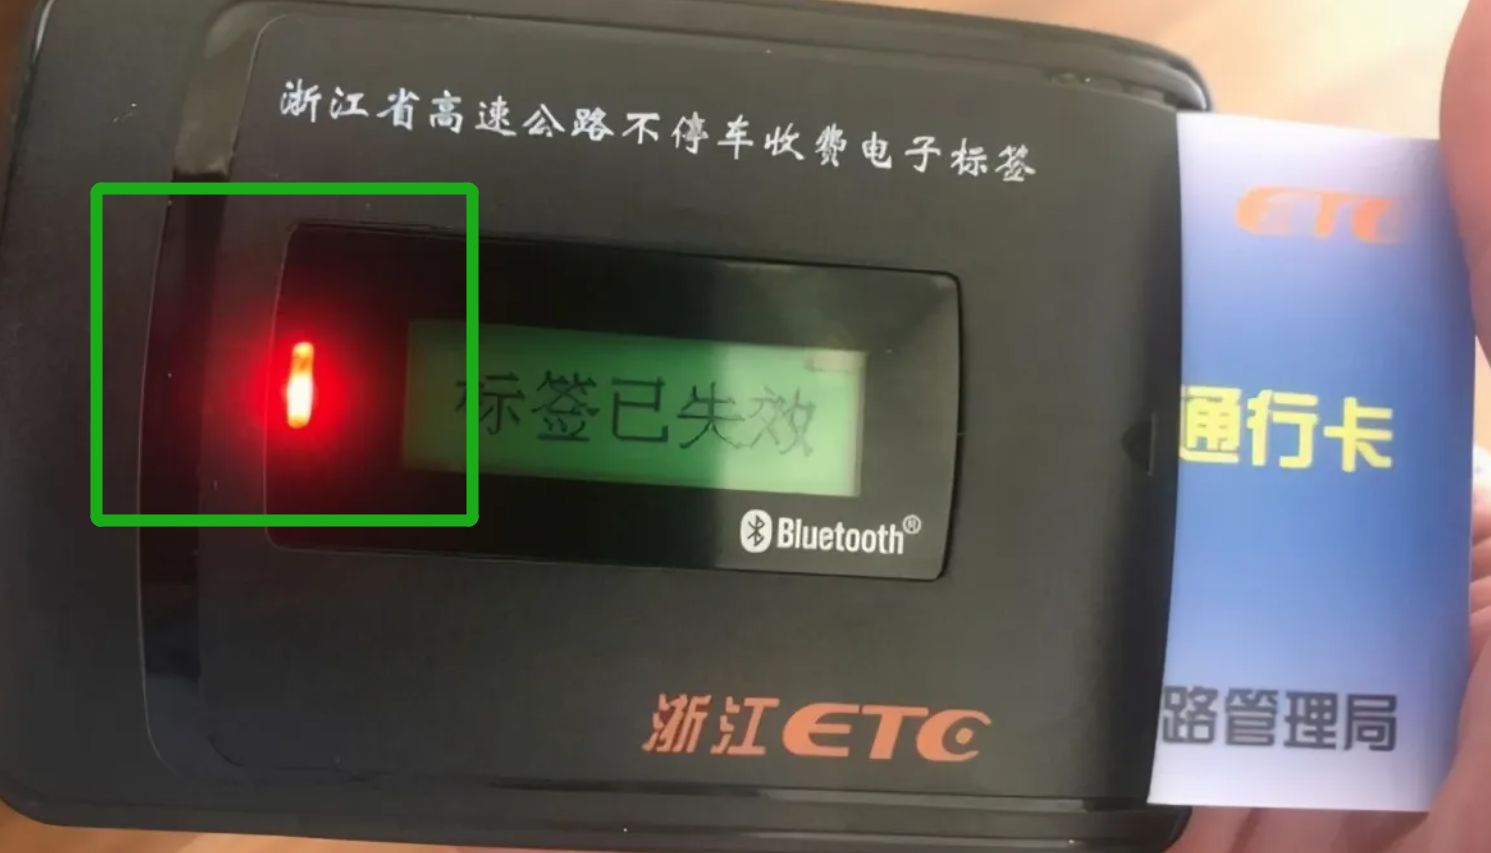 浙江省高速公路不停车收费电子标签
ETC
标签已失效
通行卡
Bluetooth®
浙江ETC
路管理局